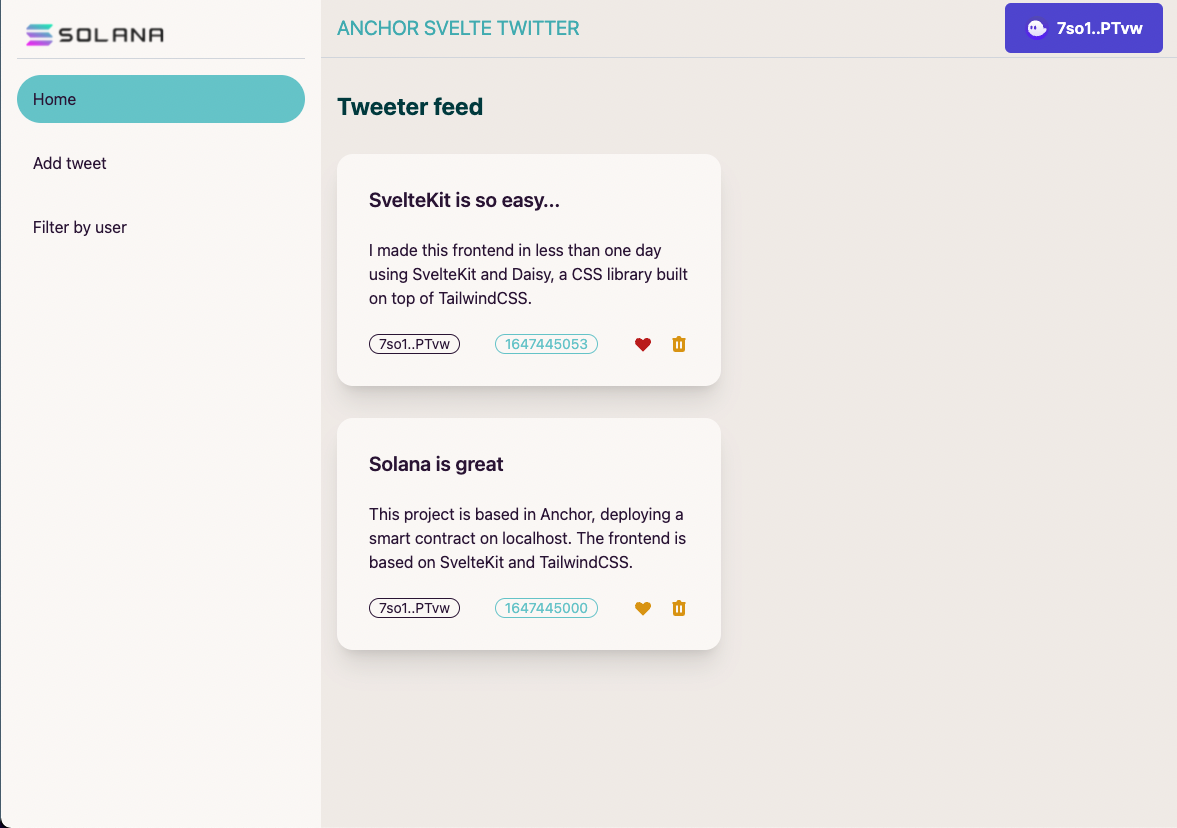 SOLANA
Home
Add tweet
Filter by user
ANCHOR SVELTE TWITTER
7so1..PTvw
Tweeter feed
SvelteKit is so easy...
I made this frontend in less than one day
using SvelteKit and Daisy, a CSS library built
on top of TailwindCSS.
7so1..PTvw
1647445053
Solana is great
This project is based in Anchor, deploying a
smart contract on localhost. The frontend is
based on SvelteKit and TailwindCSS.
7so1..PTvw
1647445000